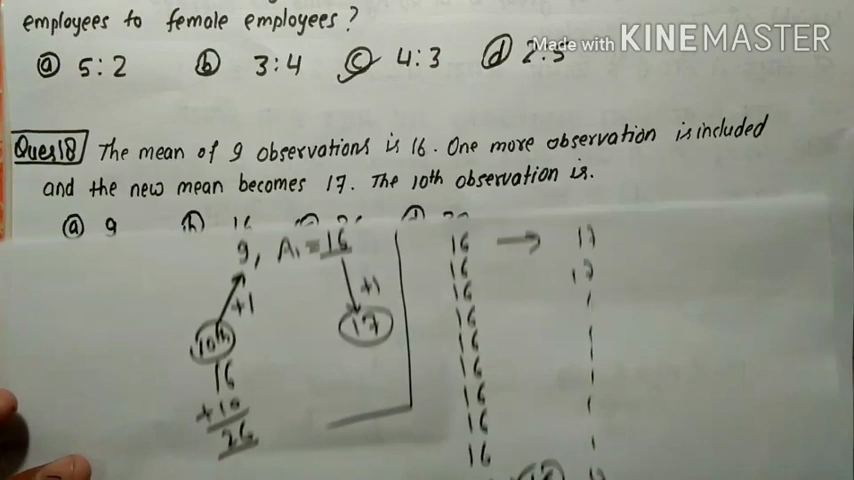 employees to female employees?
Made with KINEMASTER
ⓐ 5:2 ⓑ 3:4 ⓒ 4:3 ⓓ 2:5
Ques18 The mean of 9 observations is 16. One more observation is included
and the new mean becomes 17. The 10th observation is.
ⓐ 9
9, A₁ = 16
+1
+1
10th
17
16
+10
26
16 → 17
16 17
16
16
16
16
16
16
16